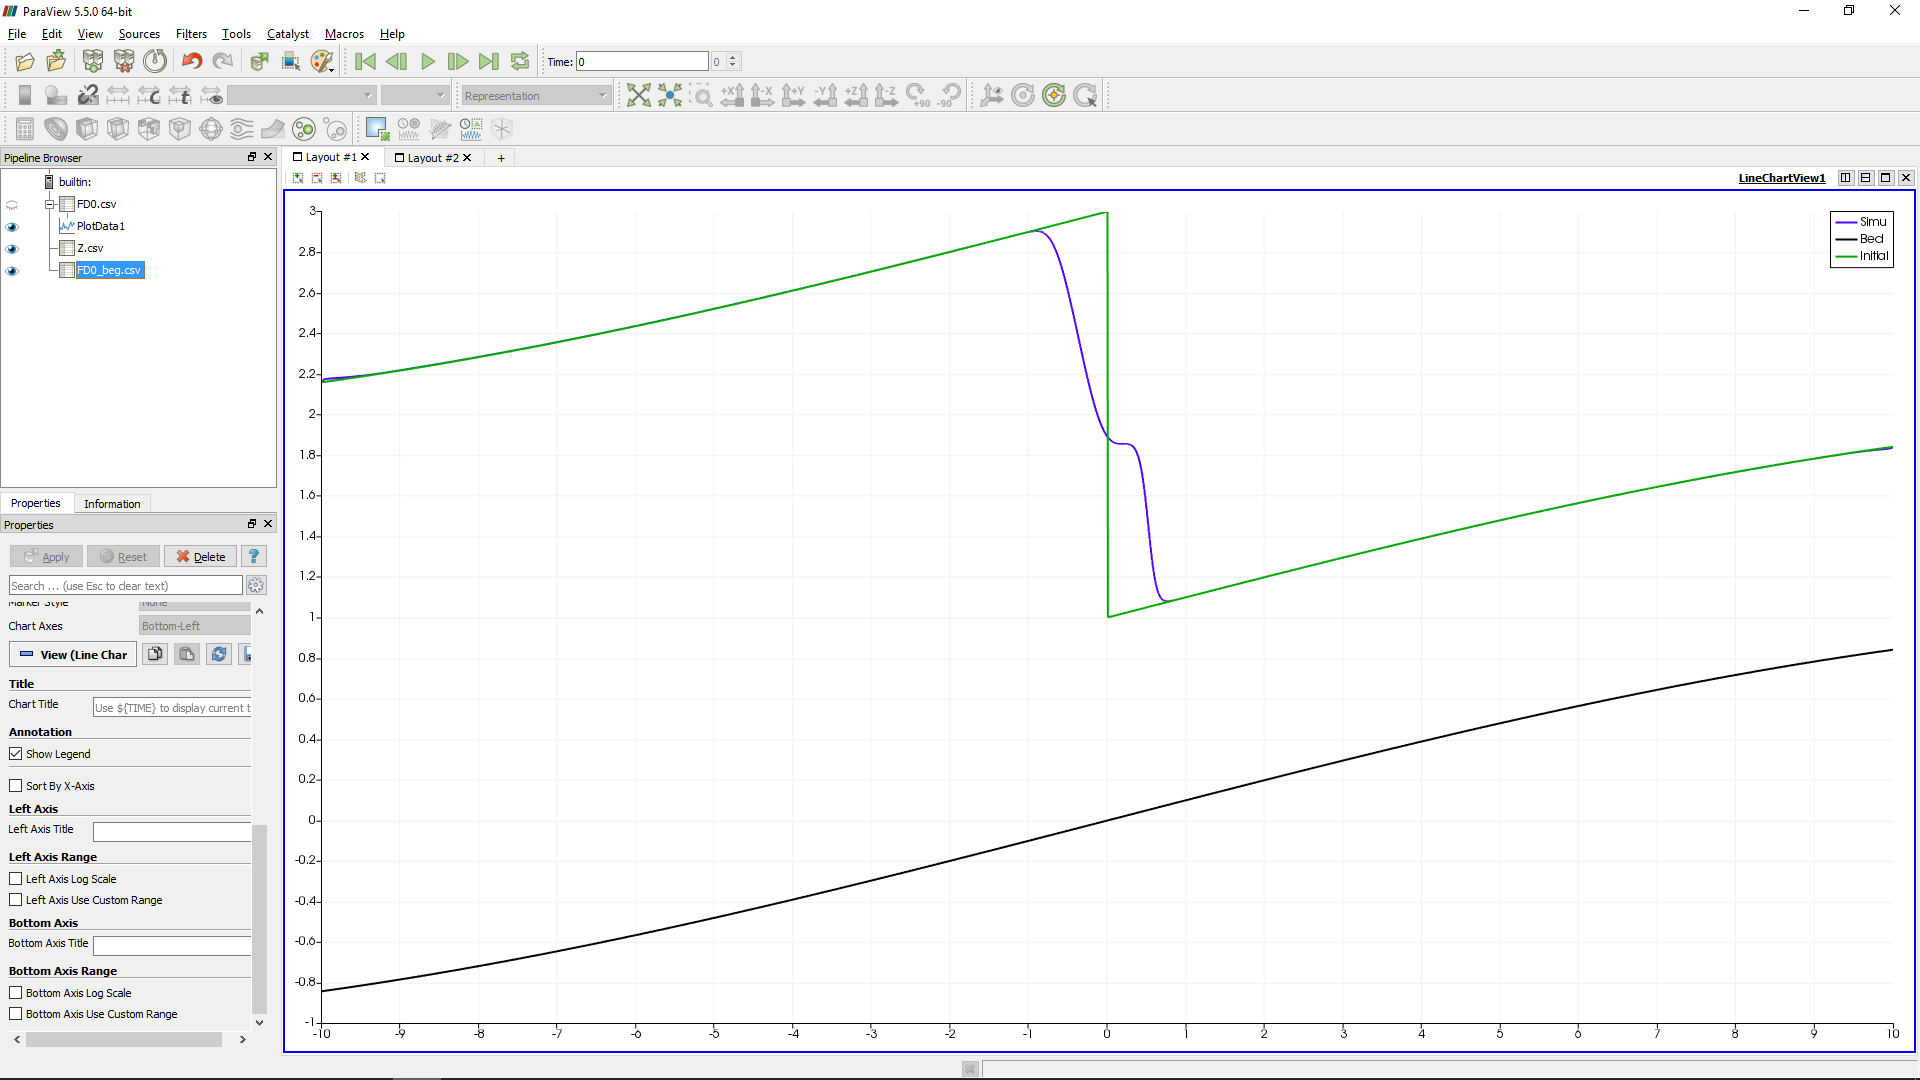 ParaView 5.5.0 64-bit
File Edit View Sources Filters Tools Catalyst Macros Help
Time: 0 0
Representation
+X -X +Y -Y +Z -Z +90 -90
Pipeline Browser
builtin:
FD0.csv
PlotData1
Z.csv
FD0_beg.csv
Properties Information
Properties
Apply Reset Delete ?
Search ... (use Esc to clear text)
Marker Style None
Chart Axes Bottom-Left
View (Line Char
Title
Chart Title Use ${TIME} to display current t
Annotation
Show Legend
Sort By X-Axis
Left Axis
Left Axis Title
Left Axis Range
Left Axis Log Scale
Left Axis Use Custom Range
Bottom Axis
Bottom Axis Title
Bottom Axis Range
Bottom Axis Log Scale
Bottom Axis Use Custom Range
Layout #1 Layout #2 +
LineChartView1
Simu
Bed
Initial
3
2.8
2.6
2.4
2.2
2
1.8
1.6
1.4
1.2
1
0.8
0.6
0.4
0.2
0
-0.2
-0.4
-0.6
-0.8
-1
-10 -9 -8 -7 -6 -5 -4 -3 -2 -1 0 1 2 3 4 5 6 7 8 9 10